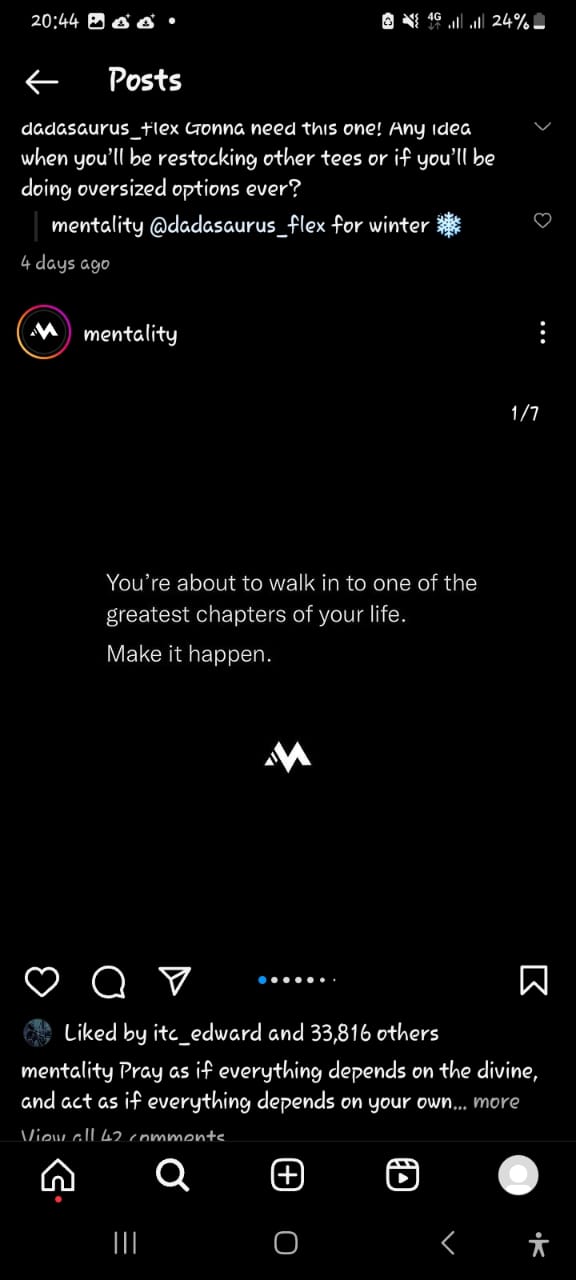 20:44 4G 24%
Posts
dadasaurus_flex Gonna need this one! Any idea
when you'll be restocking other tees or if you'll be
doing oversized options ever?
mentality @dadasaurus_flex for winter ❄️
4 days ago
mentality
1/7
You're about to walk in to one of the
greatest chapters of your life.
Make it happen.
Liked by itc_edward and 33,816 others
mentality Pray as if everything depends on the divine,
and act as if everything depends on your own... more
View all 42 comments